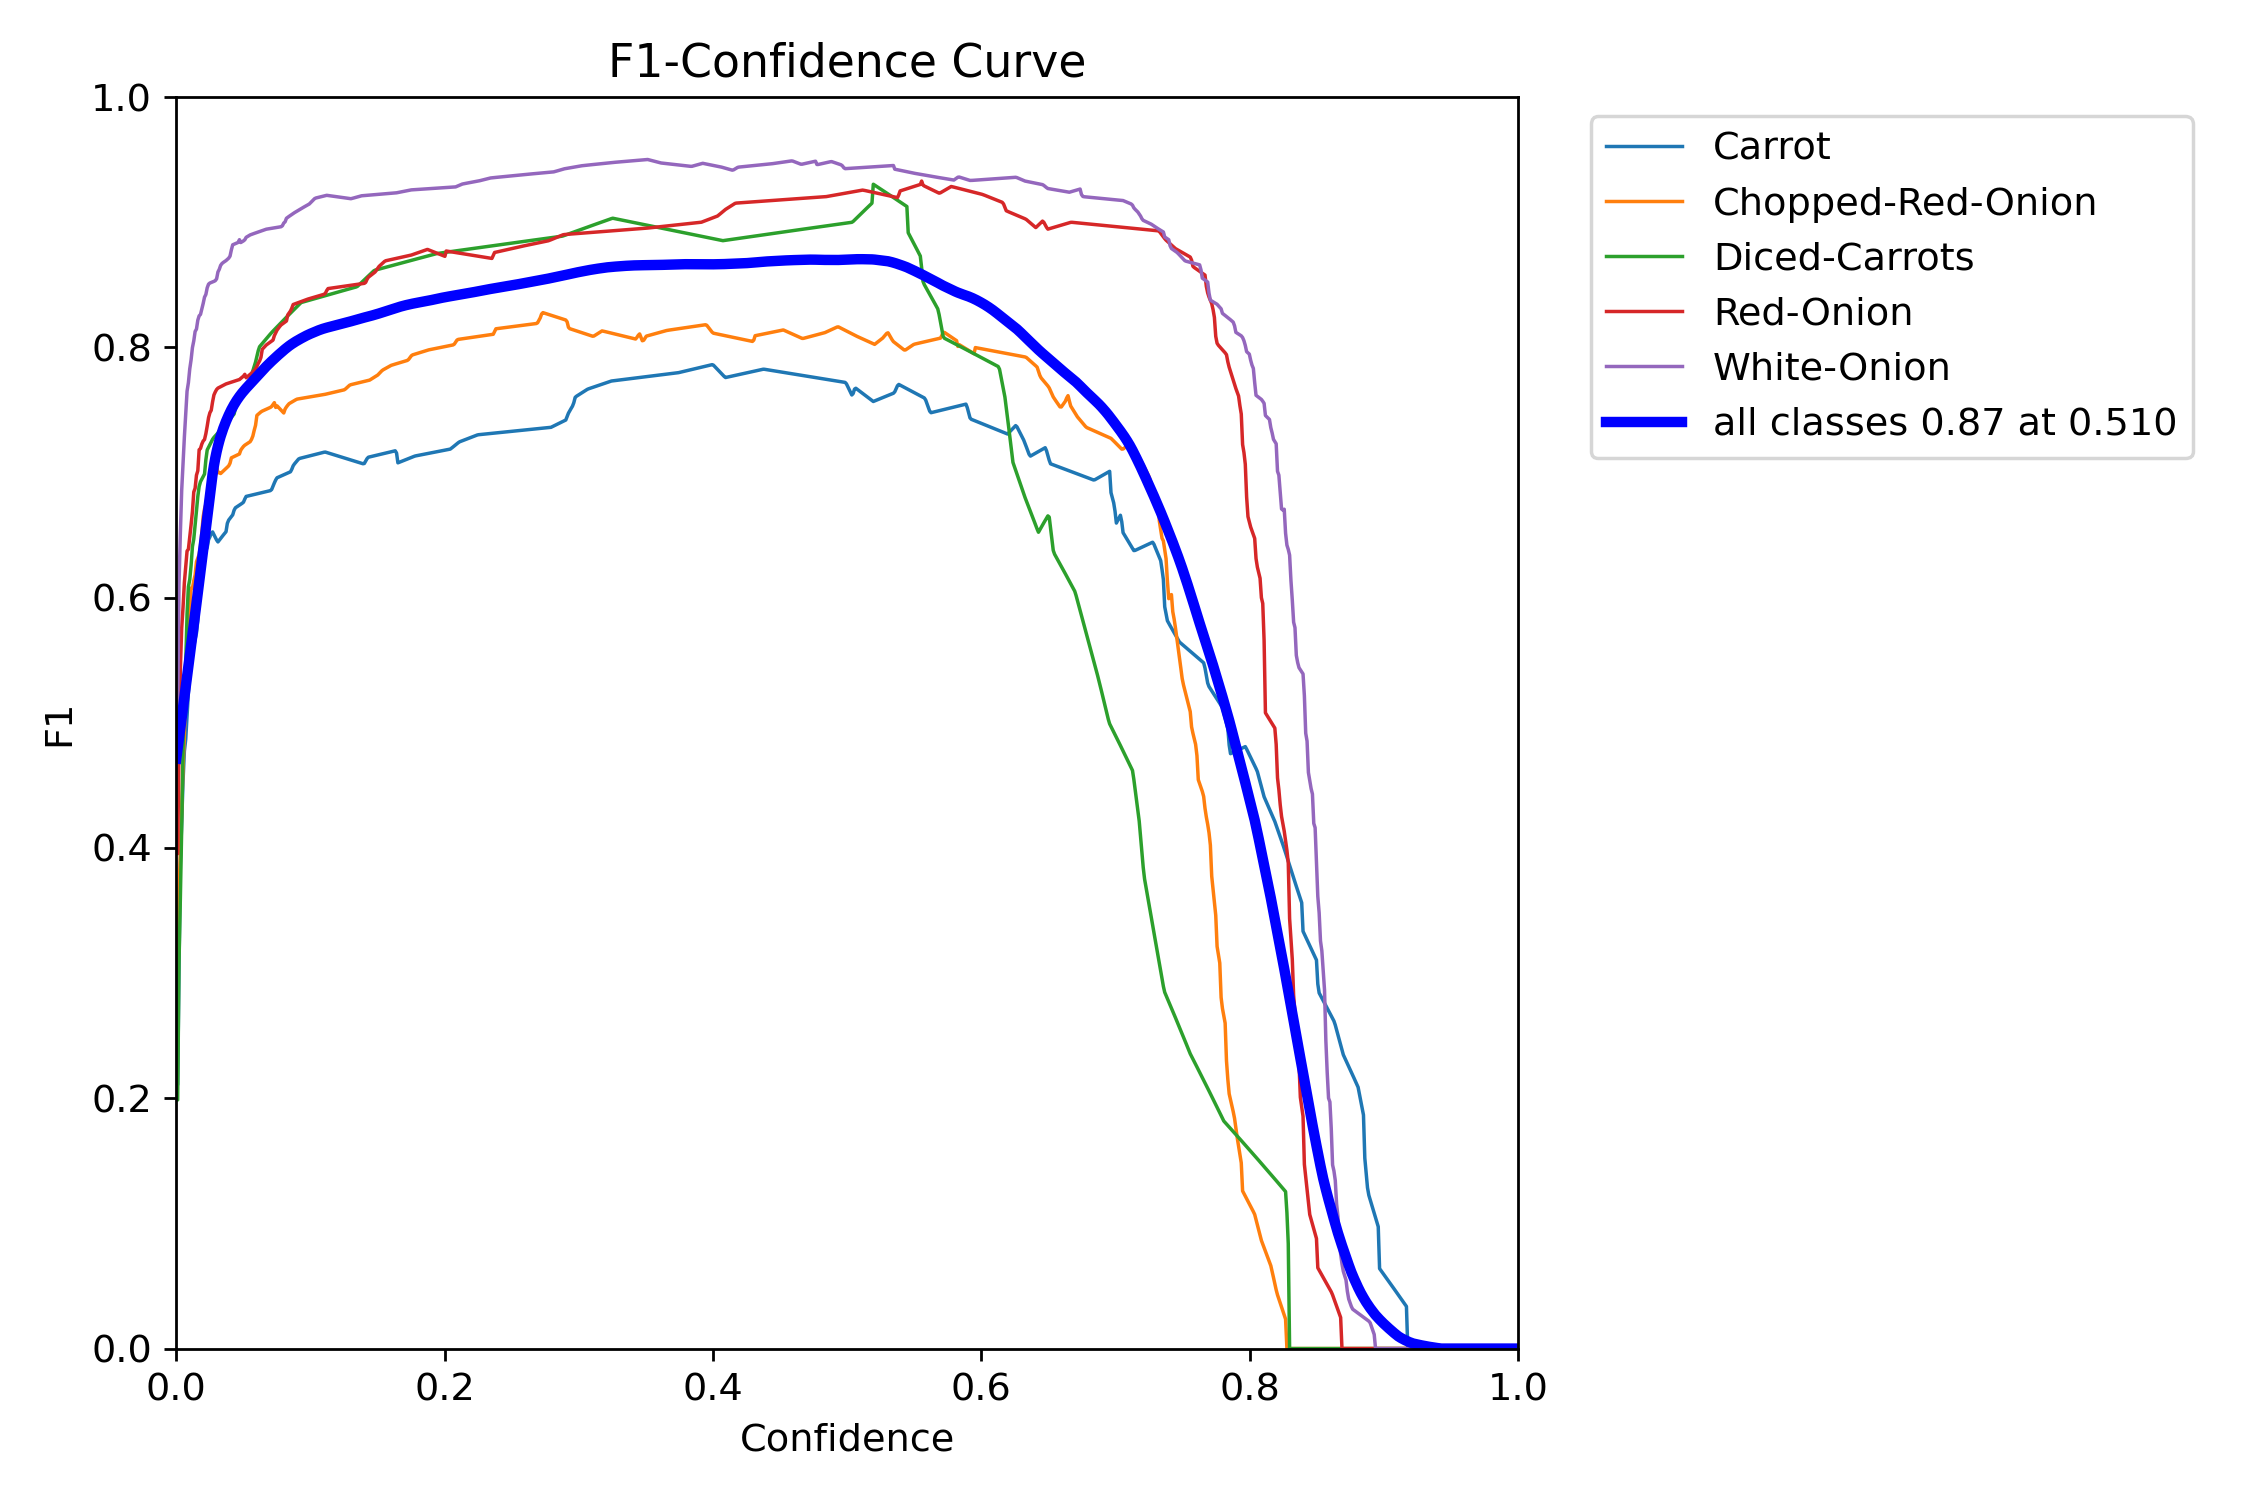 F1-Confidence Curve
1.0
0.8
0.6
0.4
0.2
0.0
F1
0.0 0.2 0.4 0.6 0.8 1.0
Confidence
Carrot
Chopped-Red-Onion
Diced-Carrots
Red-Onion
White-Onion
all classes 0.87 at 0.510